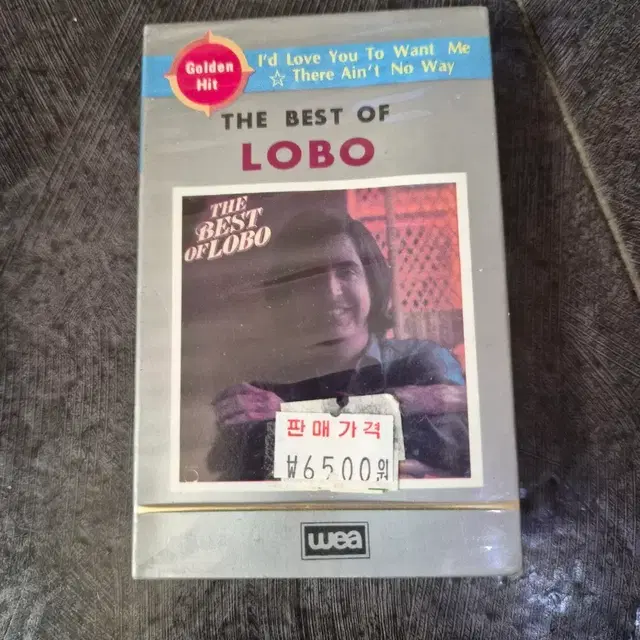 Golden
Hit
I'd Love You To Want Me
☆ There Ain't No Way
THE BEST OF
LOBO
THE
BEST
OF LOBO
판매가격
₩6500원
wea